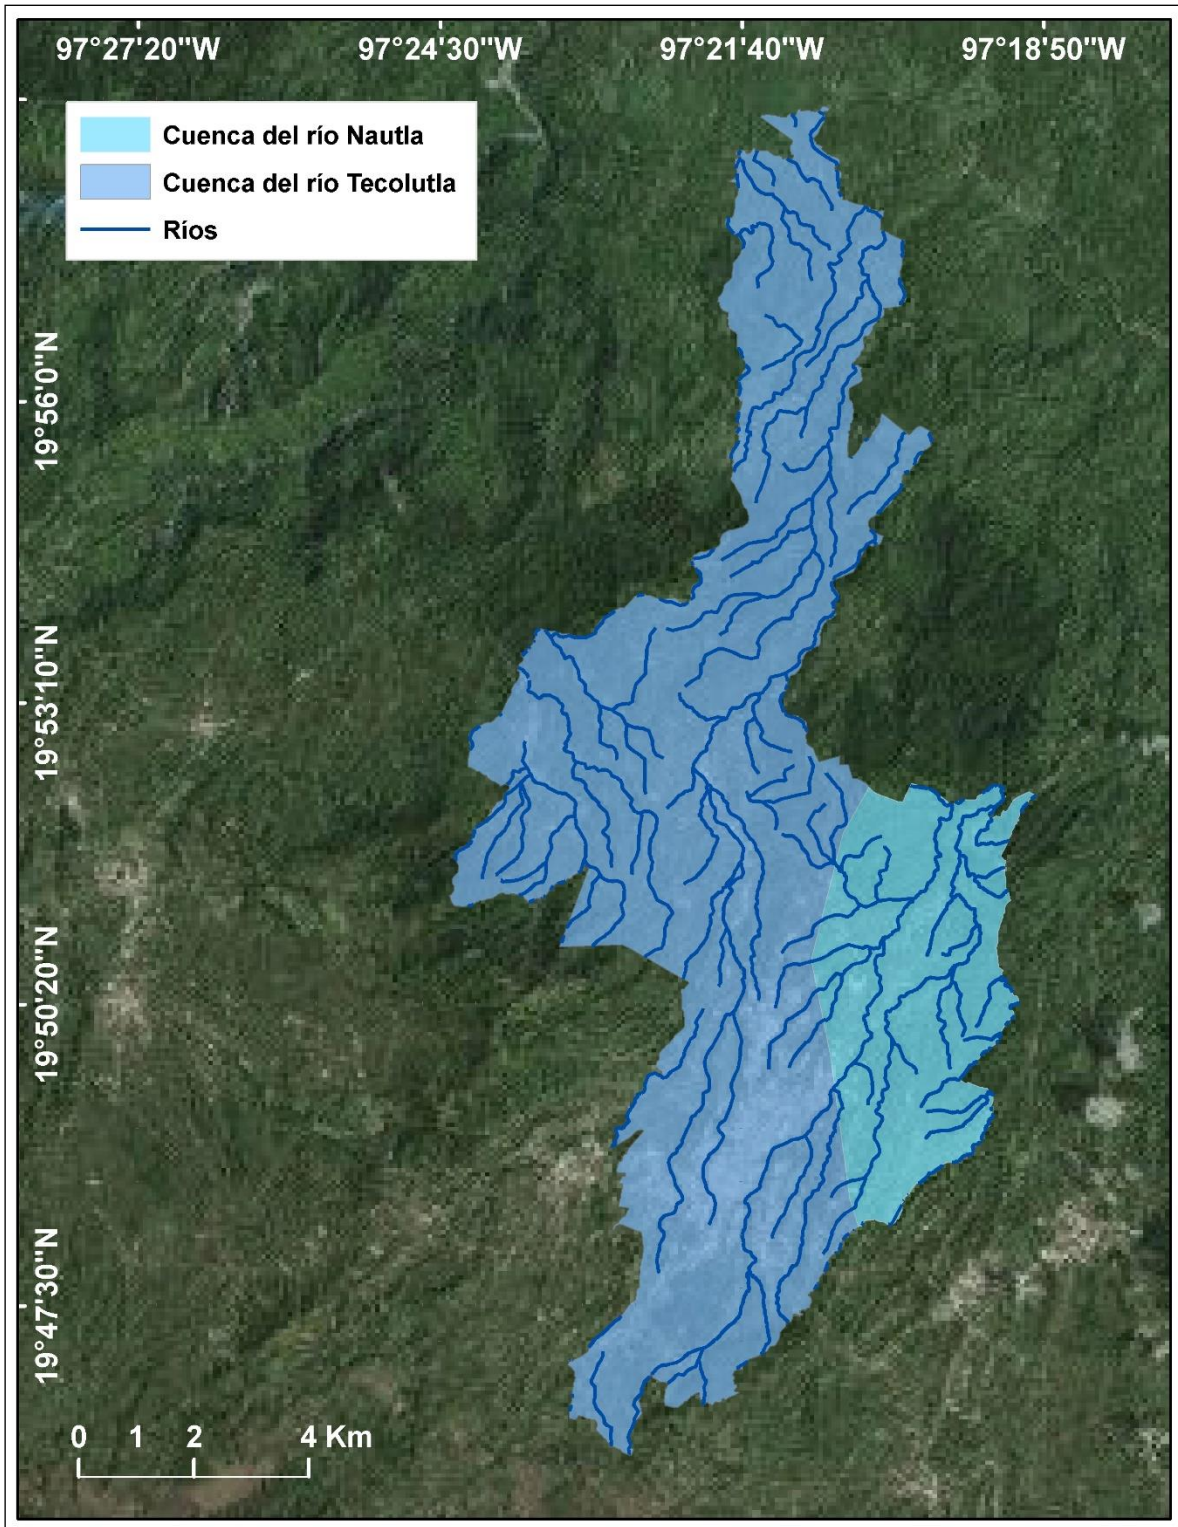 97°27'20"W 97°24'30"W 97°21'40"W 97°18'50"W
Cuenca del río Nautla
Cuenca del río Tecolutla
Ríos
19°56'0"N
19°53'10"N
19°50'20"N
19°47'30"N
0 1 2 4 Km